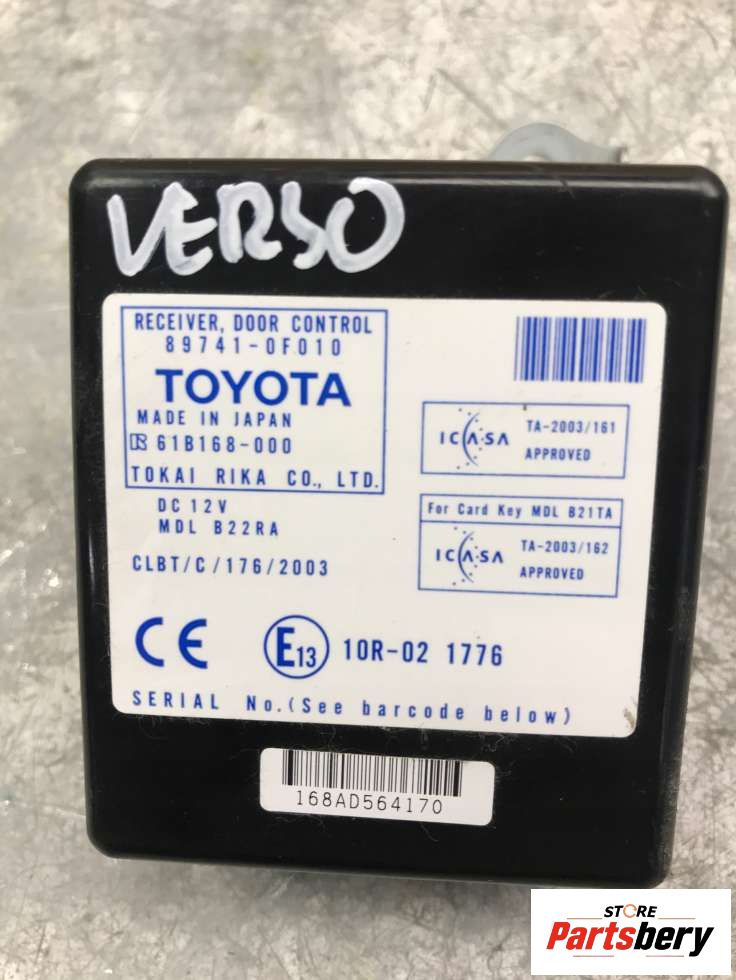 VERSO
RECEIVER, DOOR CONTROL
89741-0F010
TOYOTA
MADE IN JAPAN
61B168-000
TOKAI RIKA CO., LTD.
DC 12V
MDL B22RA
CLBT/C/176/2003
ICASA
TA-2003/161
APPROVED
For Card Key MDL B21TA
ICASA
TA-2003/162
APPROVED
CE
E13 10R-02 1776
SERIAL No.(See barcode below)
168AD564170
STORE
Partsbery